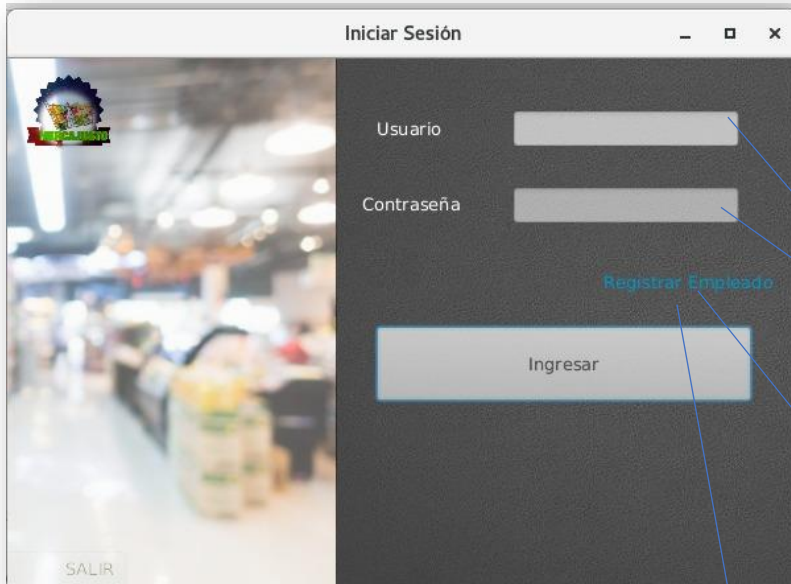 Iniciar Sesión
Usuario
Contraseña
Registrar Empleado
Ingresar
SALIR